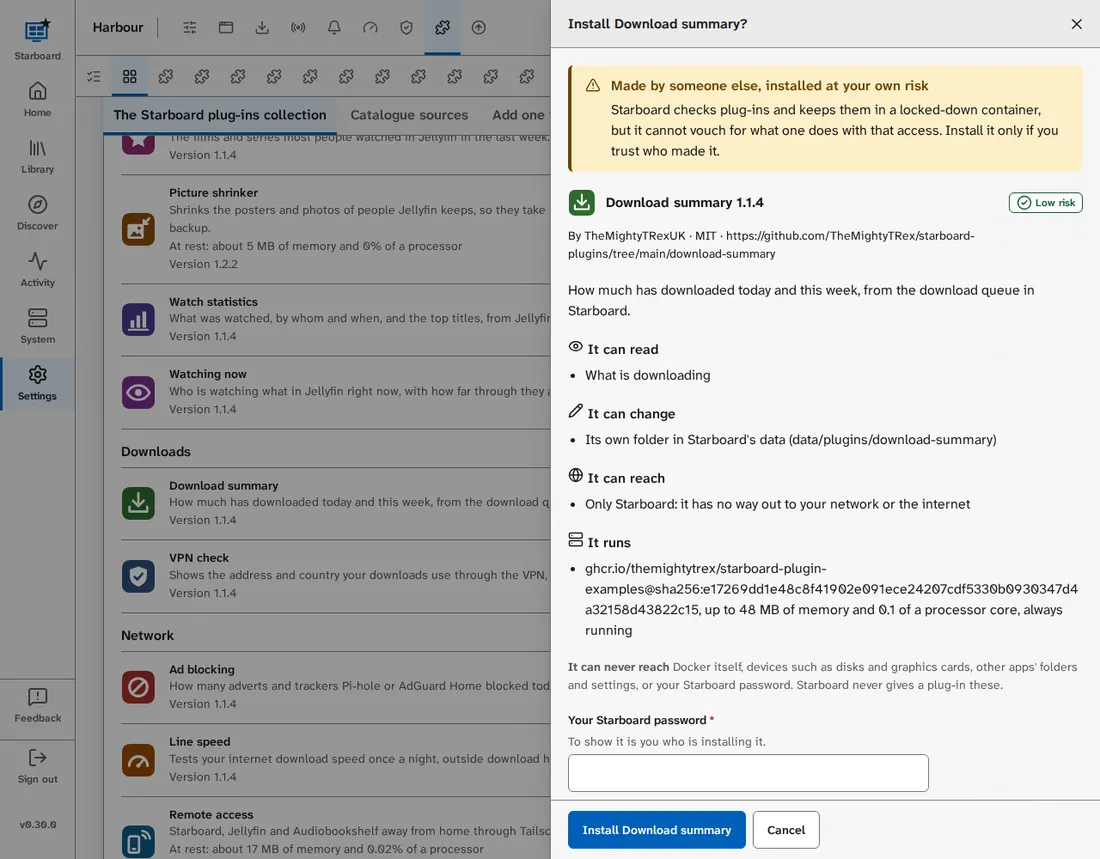 Starboard
Home
Library
Discover
Activity
System
Settings
Feedback
Sign out
v0.30.0
Harbour
The Starboard plug-ins collection
Catalogue sources
Add one
The films and series most people watched in Jellyfin in the last week.
Version 1.1.4
Picture shrinker
Shrinks the posters and photos of people Jellyfin keeps, so they take
backup.
At rest: about 5 MB of memory and 0% of a processor
Version 1.2.2
Watch statistics
What was watched, by whom and when, and the top titles, from Jellyfin
Version 1.1.4
Watching now
Who is watching what in Jellyfin right now, with how far through they
Version 1.1.4
Downloads
Download summary
How much has downloaded today and this week, from the download q
Version 1.1.4
VPN check
Shows the address and country your downloads use through the VPN,
Version 1.1.4
Network
Ad blocking
How many adverts and trackers Pi-hole or AdGuard Home blocked tod
Version 1.1.4
Line speed
Tests your internet download speed once a night, outside download h
Version 1.1.4
Remote access
Starboard, Jellyfin and Audiobookshelf away from home through Tailsc
At rest: about 17 MB of memory and 0.02% of a processor
Install Download summary?
Made by someone else, installed at your own risk
Starboard checks plug-ins and keeps them in a locked-down container,
but it cannot vouch for what one does with that access. Install it only if you
trust who made it.
Download summary 1.1.4
Low risk
By TheMightyTRexUK · MIT · https://github.com/TheMightyTRex/starboard-
plugins/tree/main/download-summary
How much has downloaded today and this week, from the download queue in
Starboard.
It can read
• What is downloading
It can change
• Its own folder in Starboard's data (data/plugins/download-summary)
It can reach
• Only Starboard: it has no way out to your network or the internet
It runs
• ghcr.io/themightytrex/starboard-plugin-
examples@sha256:e17269dd1e48c8f41902e091ece24207cdf5330b0930347d4
a32158d43822c15, up to 48 MB of memory and 0.1 of a processor core, always
running
It can never reach Docker itself, devices such as disks and graphics cards, other apps' folders
and settings, or your Starboard password. Starboard never gives a plug-in these.
Your Starboard password *
To show it is you who is installing it.
Install Download summary
Cancel